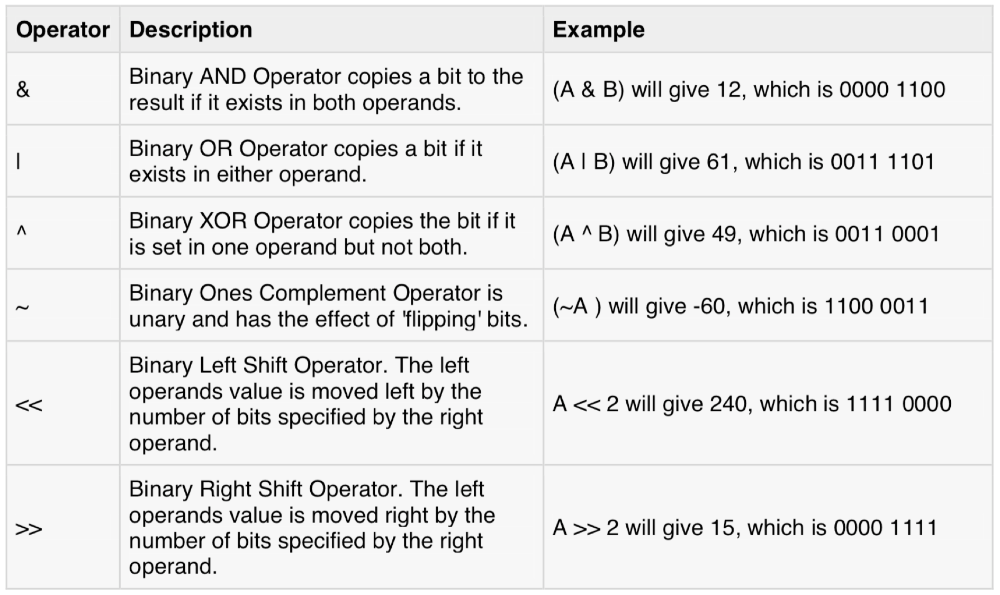 Operator Description Example
& Binary AND Operator copies a bit to the
result if it exists in both operands. (A & B) will give 12, which is 0000 1100
| Binary OR Operator copies a bit if it
exists in either operand. (A | B) will give 61, which is 0011 1101
^ Binary XOR Operator copies the bit if it
is set in one operand but not both. (A ^ B) will give 49, which is 0011 0001
~ Binary Ones Complement Operator is
unary and has the effect of 'flipping' bits. (~A ) will give -60, which is 1100 0011
<< Binary Left Shift Operator. The left
operands value is moved left by the
number of bits specified by the right
operand. A << 2 will give 240, which is 1111 0000
>> Binary Right Shift Operator. The left
operands value is moved right by the
number of bits specified by the right
operand. A >> 2 will give 15, which is 0000 1111